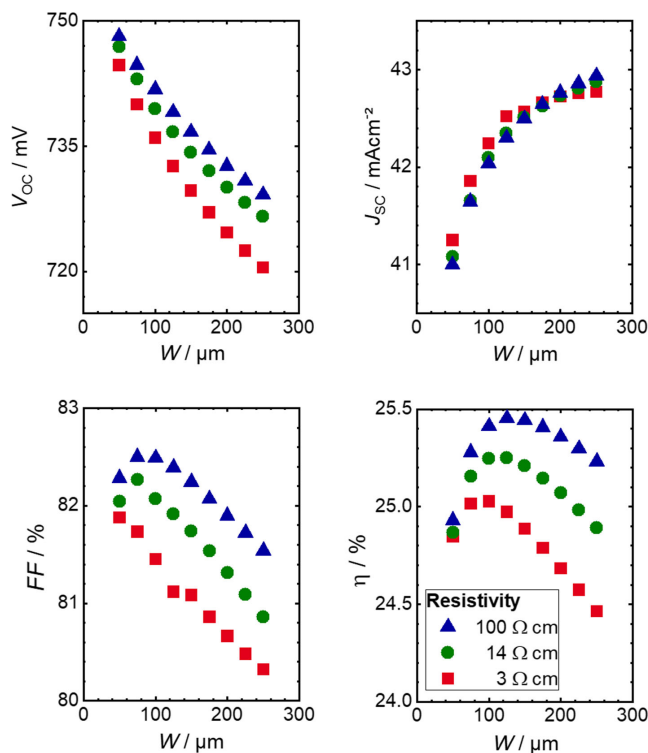 750
735
720
V_OC / mV
0
100
200
300
W / µm
43
42
41
J_SC / mAcm⁻²
0
100
200
300
W / µm
83
82
81
80
FF / %
0
100
200
300
W / µm
25.5
25.0
24.5
24.0
η / %
Resistivity
100 Ω cm
14 Ω cm
3 Ω cm
0
100
200
300
W / µm